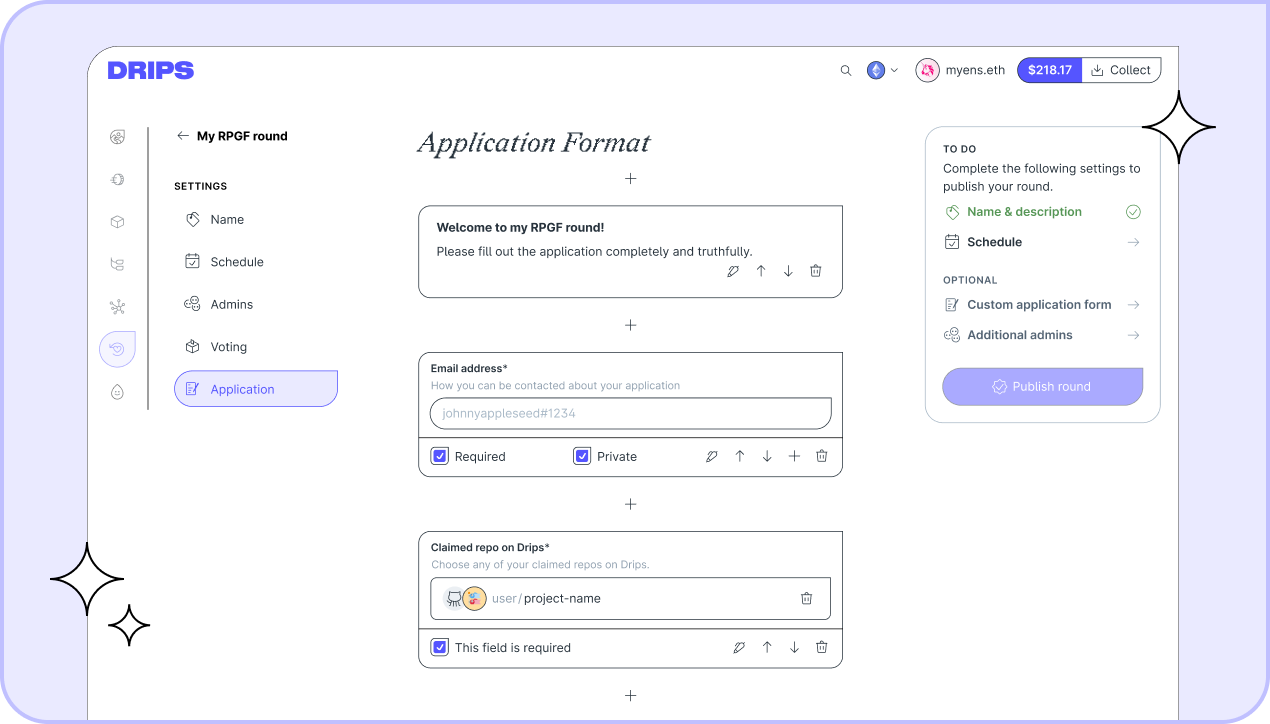 DRIPS
myens.eth
$218.17
Collect
My RPGF round
SETTINGS
Name
Schedule
Admins
Voting
Application
Application Format
Welcome to my RPGF round!
Please fill out the application completely and truthfully.
Email address*
How you can be contacted about your application
johnnyappleseed#1234
Required
Private
Claimed repo on Drips*
Choose any of your claimed repos on Drips.
user/project-name
This field is required
TO DO
Complete the following settings to
publish your round.
Name & description
Schedule
OPTIONAL
Custom application form
Additional admins
Publish round